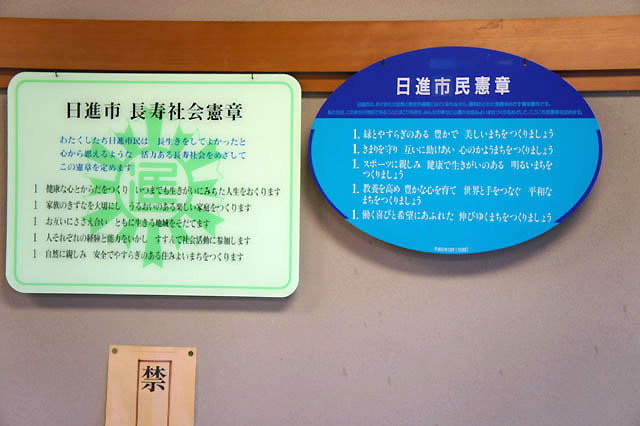 日進市 長寿社会憲章
わたくしたち日進市民は 長生きをしてよかったと
心から思えるような 活力ある長寿社会をめざして
この憲章を定めます
1 健康な心とからだをつくり いつまでも生きがいにみちた人生をおくります
1 家族のきずなを大切にし うるおいのある楽しい家庭をつくります
1 お互いにささえ合い ともに生きる地域をそだてます
1 人それぞれの経験と能力をいかし すすんで社会活動に参加します
1 自然に親しみ 安全でやすらぎのある住みよいまちをつくります
日進市民憲章
1. 緑とやすらぎのある 豊かで 美しいまちをつくりましょう
1. きまりを守り 互いに助けあい 心のかようまちをつくりましょう
1. スポーツに親しみ 健康で生きがいのある 明るいまちを
つくりましょう
1. 教養を高め 豊かな心を育て 世界と手をつなぐ 平和な
まちをつくりましょう
1. 働く喜びと希望にあふれた 伸びゆくまちをつくりましょう
禁